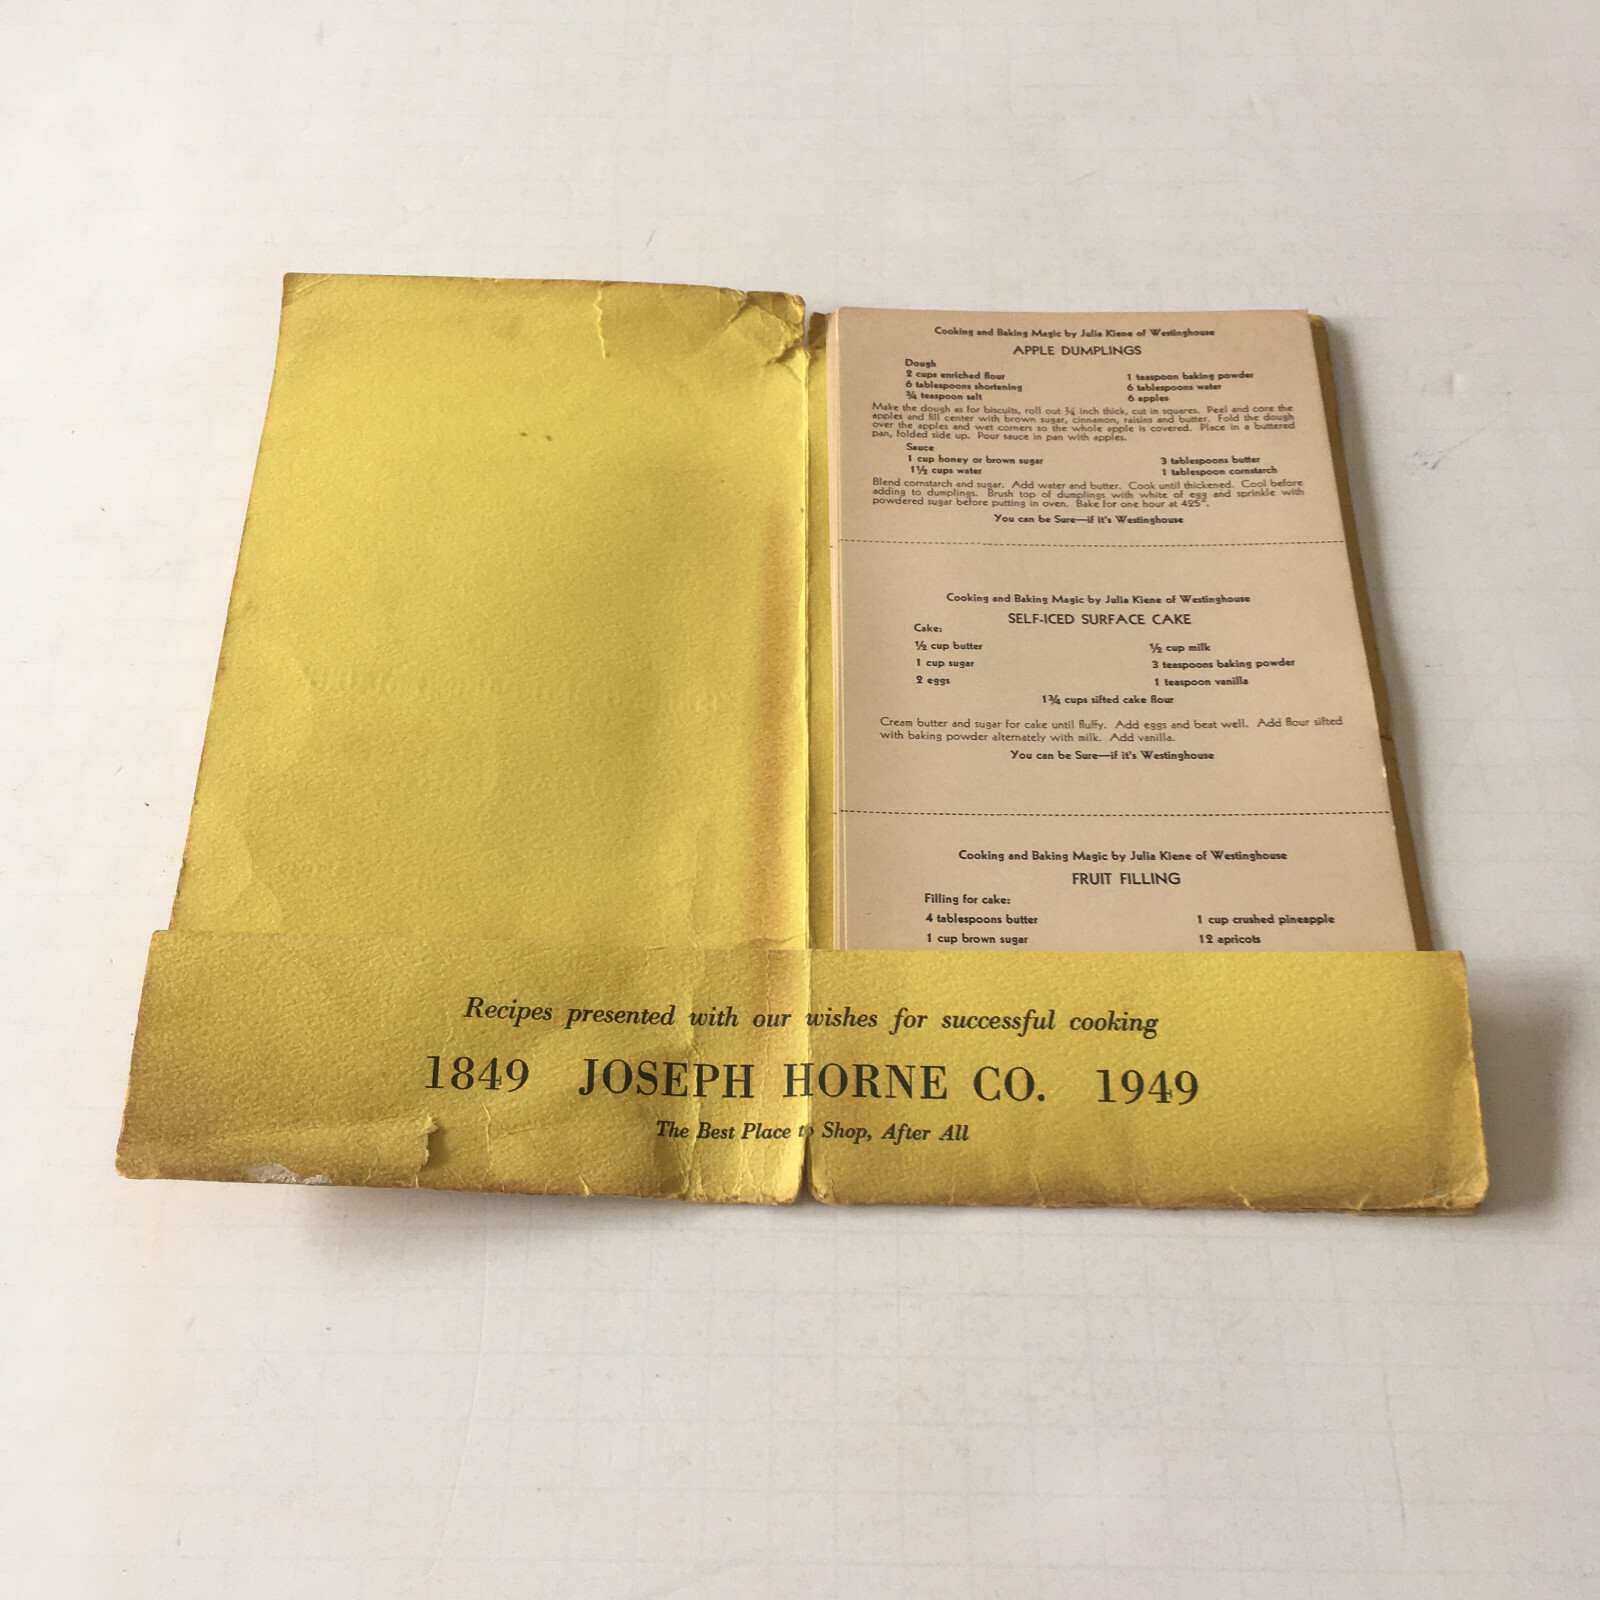 Cooking and Baking Magic by Julia Kiene of Westinghouse
APPLE DUMPLINGS
Dough
2 cups enriched flour 1 teaspoon baking powder
6 tablespoons shortening 6 tablespoons water
¾ teaspoon salt 6 apples
Make the dough as for biscuits, roll out ¼ inch thick, cut in squares. Peel and core the
apples and fill center with brown sugar, cinnamon, raisins and butter. Fold the dough
over the apples and wet corners so the whole apple is covered. Place in a buttered
pan, folded side up. Pour sauce in pan with apples.
Sauce
1 cup honey or brown sugar 3 tablespoons butter
1½ cups water 1 tablespoon cornstarch
Blend cornstarch and sugar. Add water and butter. Cook until thickened. Cool before
adding to dumplings. Brush top of dumplings with white of egg and sprinkle with
powdered sugar before putting in oven. Bake for one hour at 425°.
You can be Sure—if it's Westinghouse
Cooking and Baking Magic by Julia Kiene of Westinghouse
SELF-ICED SURFACE CAKE
Cake:
½ cup butter ½ cup milk
1 cup sugar 3 teaspoons baking powder
2 eggs 1 teaspoon vanilla
1¾ cups sifted cake flour
Cream butter and sugar for cake until fluffy. Add eggs and beat well. Add flour sifted
with baking powder alternately with milk. Add vanilla.
You can be Sure—if it's Westinghouse
Cooking and Baking Magic by Julia Kiene of Westinghouse
FRUIT FILLING
Filling for cake:
4 tablespoons butter 1 cup crushed pineapple
1 cup brown sugar 12 apricots
Recipes presented with our wishes for successful cooking
1849 JOSEPH HORNE CO. 1949
The Best Place to Shop, After All